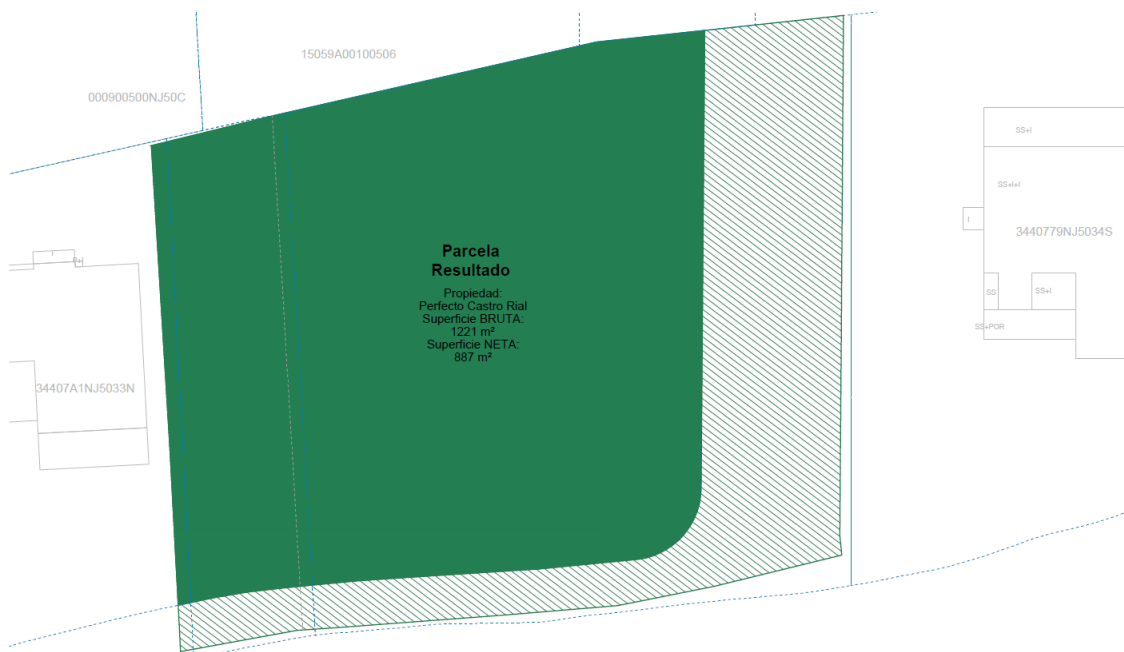 15059A00100506
000900500NJ50C
SS+I
SS+I+I
I
3440779NJ5034S
Parcela
Resultado
I
P+I
SS
SS+I
Propiedad:
Perfecto Castro Rial
Superficie BRUTA:
1221 m²
Superficie NETA:
887 m²
SS+POR
34407A1NJ5033N